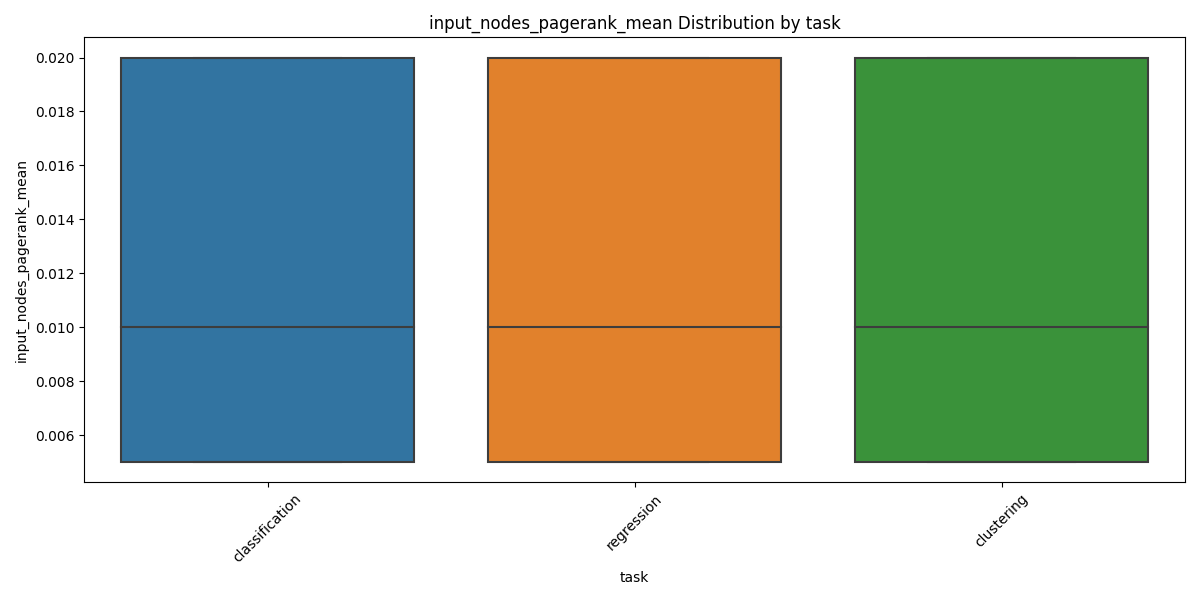 input_nodes_pagerank_mean Distribution by task
input_nodes_pagerank_mean
0.020
0.018
0.016
0.014
0.012
0.010
0.008
0.006
classification
regression
clustering
task